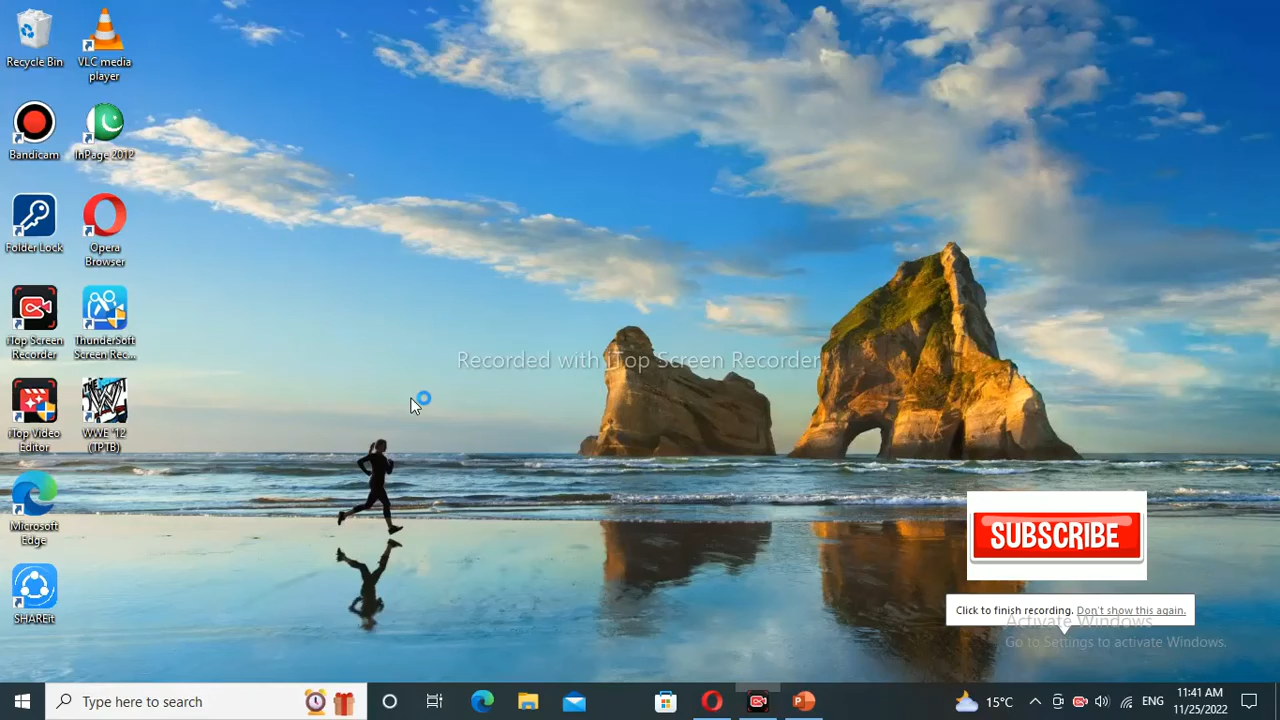 Recycle Bin
VLC media
player
Bandicam
InPage 2012
Folder Lock
Opera
Browser
iTop Screen
Recorder
ThunderSoft
Screen Rec...
iTop Video
Editor
WWE '12
(TPTB)
Microsoft
Edge
SHAREit
Recorded with iTop Screen Recorder
SUBSCRIBE
Click to finish recording. Don't show this again.
Activate Windows
Go to Settings to activate Windows.
Type here to search
15°C
ENG
11:41 AM
11/25/2022